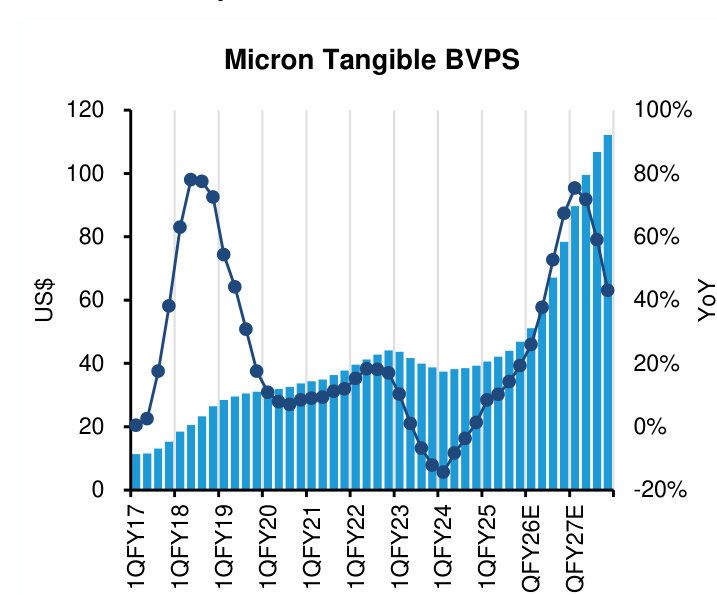 Micron Tangible BVPS
120
100
80
60
40
20
0
US$
100%
80%
60%
40%
20%
0%
-20%
YoY
1QFY17
1QFY18
1QFY19
1QFY20
1QFY21
1QFY22
1QFY23
1QFY24
1QFY25
QFY26E
QFY27E